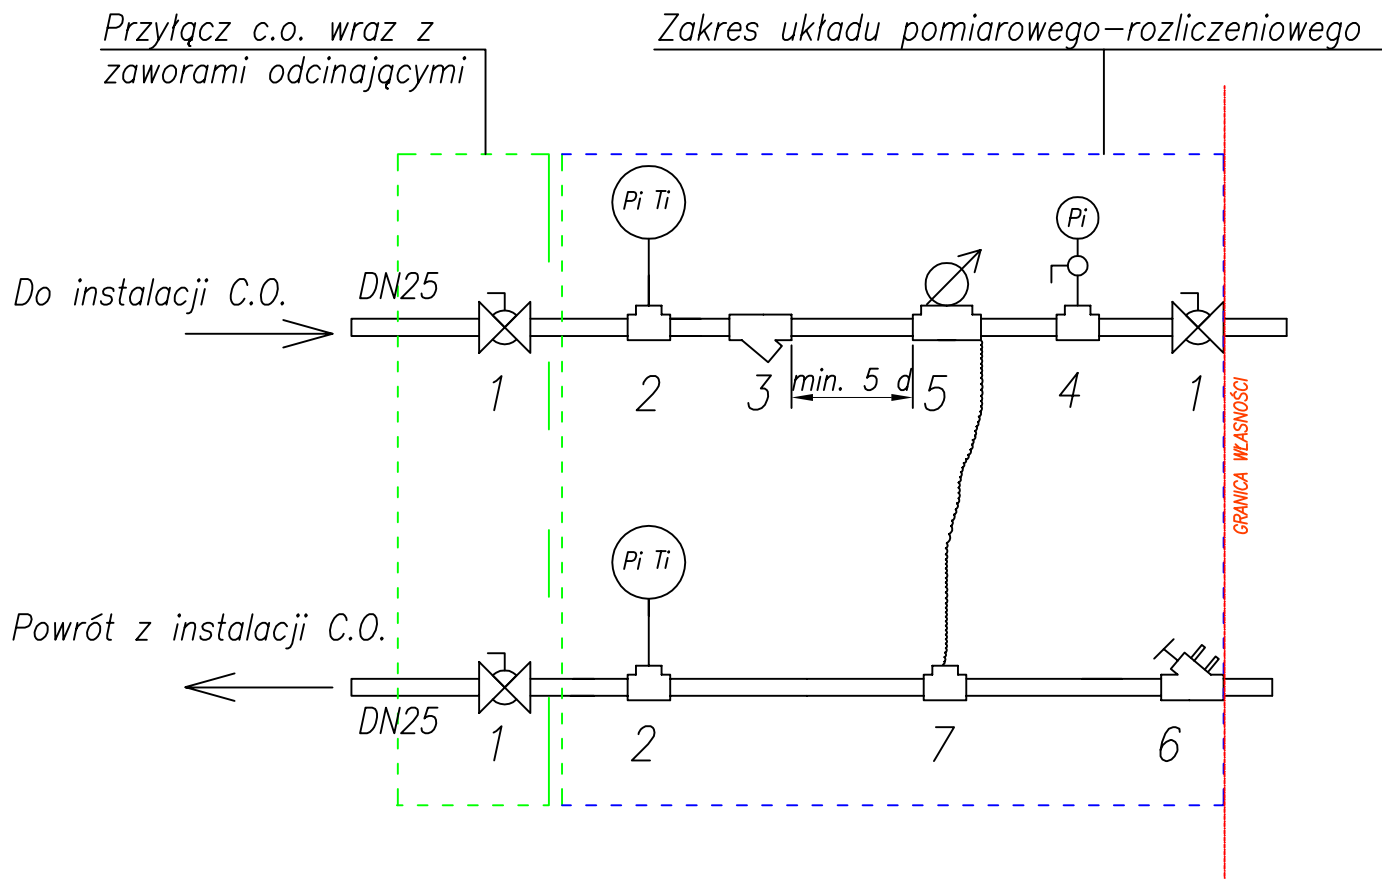 Przyłącz c.o. wraz z
zaworami odcinającymi
Zakres układu pomiarowego-rozliczeniowego
Pi Ti
Pi
Do instalacji C.O.
DN25
1
2
3
min. 5 d
5
4
1
GRANICA WŁASNOŚCI
Pi Ti
Powrót z instalacji C.O.
DN25
1
2
7
6